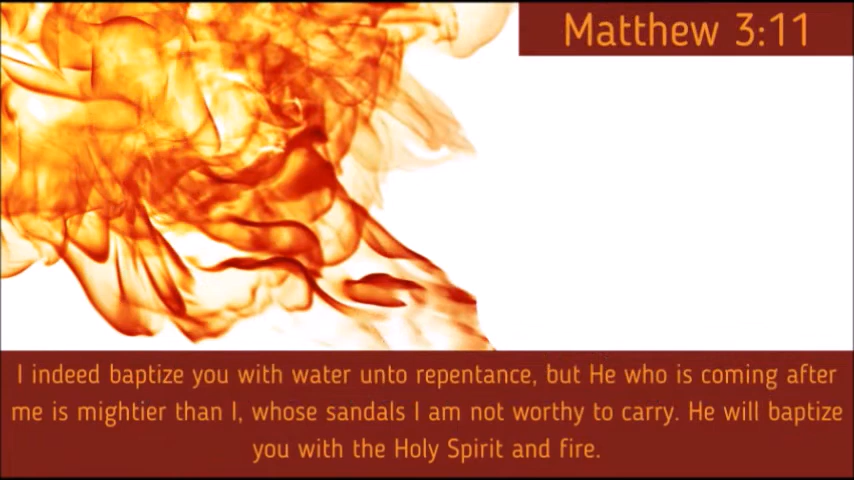 Matthew 3:11
I indeed baptize you with water unto repentance, but He who is coming after
me is mightier than I, whose sandals I am not worthy to carry. He will baptize
you with the Holy Spirit and fire.